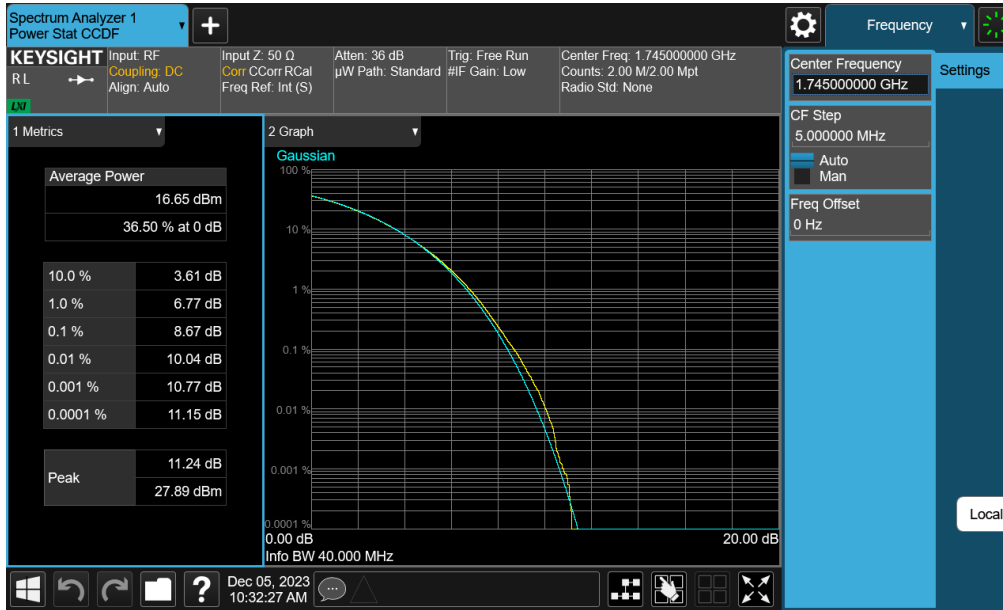 Spectrum Analyzer 1
Power Stat CCDF
+
Frequency
KEYSIGHT
R L
LXI
Input: RF
Coupling: DC
Align: Auto
Input Z: 50 Ω
Corr CCorr RCal
Freq Ref: Int (S)
Atten: 36 dB
µW Path: Standard
Trig: Free Run
#IF Gain: Low
Center Freq: 1.745000000 GHz
Counts: 2.00 M/2.00 Mpt
Radio Std: None
Center Frequency
1.745000000 GHz
Settings
CF Step
5.000000 MHz
Auto
Man
Freq Offset
0 Hz
Local
1 Metrics
Average Power
16.65 dBm
36.50 % at 0 dB
10.0 % 3.61 dB
1.0 % 6.77 dB
0.1 % 8.67 dB
0.01 % 10.04 dB
0.001 % 10.77 dB
0.0001 % 11.15 dB
Peak
11.24 dB
27.89 dBm
2 Graph
Gaussian
100 %
10 %
1 %
0.1 %
0.01 %
0.001 %
0.0001 %
0.00 dB
20.00 dB
Info BW 40.000 MHz
?
Dec 05, 2023
10:32:27 AM